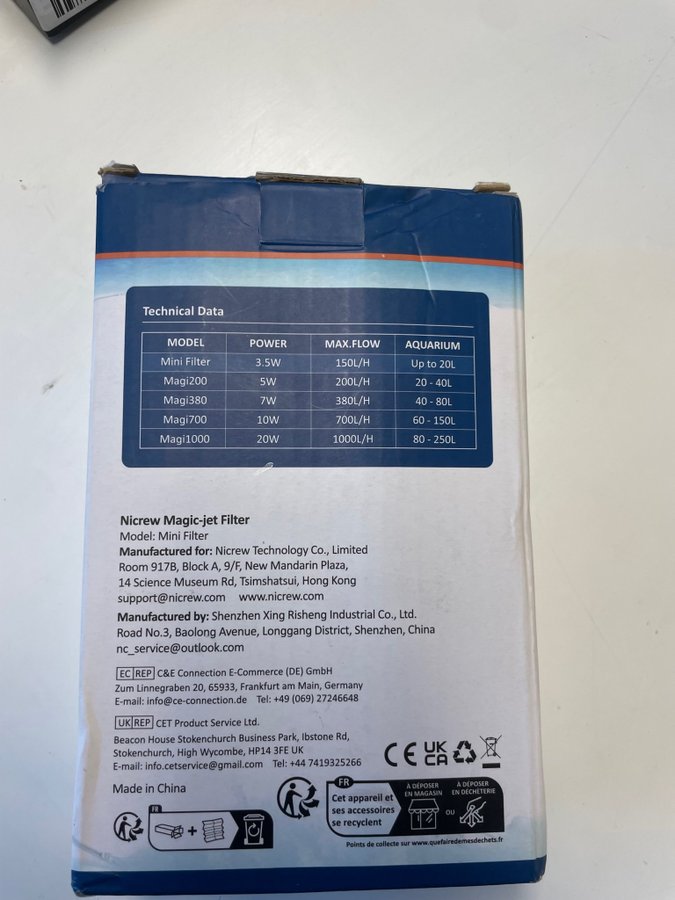 Technical Data
MODEL POWER MAX.FLOW AQUARIUM
Mini Filter 3.5W 150L/H Up to 20L
Magi200 5W 200L/H 20 - 40L
Magi380 7W 380L/H 40 - 80L
Magi700 10W 700L/H 60 - 150L
Magi1000 20W 1000L/H 80 - 250L
Nicrew Magic-jet Filter
Model: Mini Filter
Manufactured for: Nicrew Technology Co., Limited
Room 917B, Block A, 9/F, New Mandarin Plaza,
14 Science Museum Rd, Tsimshatsui, Hong Kong
support@nicrew.com www.nicrew.com
Manufactured by: Shenzhen Xing Risheng Industrial Co., Ltd.
Road No.3, Baolong Avenue, Longgang District, Shenzhen, China
nc_service@outlook.com
EC REP C&E Connection E-Commerce (DE) GmbH
Zum Linnegraben 20, 65933, Frankfurt am Main, Germany
E-mail: info@ce-connection.de Tel: +49 (069) 27246648
UK REP CET Product Service Ltd.
Beacon House Stokenchurch Business Park, Ibstone Rd,
Stokenchurch, High Wycombe, HP14 3FE UK
E-mail: info.cetservice@gmail.com Tel: +44 7419325266
CE UK CA
Made in China
FR
+
FR
Cet appareil et
ses accessoires
se recyclent
À DÉPOSER
EN MAGASIN
OU
À DÉPOSER
EN DÉCHÈTERIE
Points de collecte sur www.quefairedemesdechets.fr